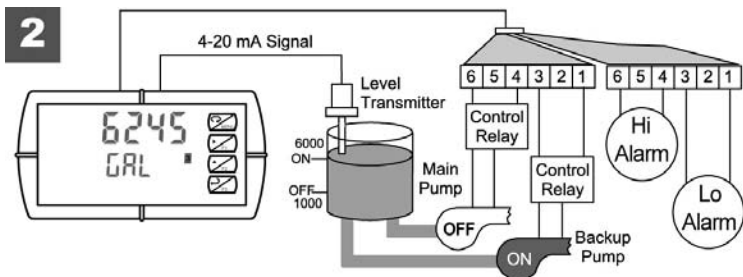 2
4-20 mA Signal
Level
Transmitter
6245
GAL
6000
ON
OFF
1000
Main
Pump
OFF
ON
Backup
Pump
6 5 4 3 2 1
Control
Relay
Control
Relay
6 5 4 3 2 1
Hi
Alarm
Lo
Alarm